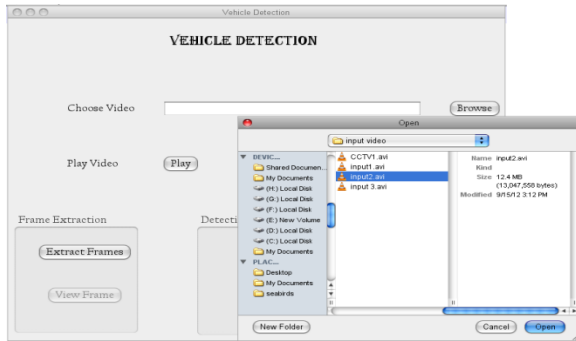 Vehicle Detection
VEHICLE DETECTION
Choose Video
Browse
Play Video
Play
Frame Extraction
Detecti
Extract Frames
View Frame
Open
input video
DEVIC...
Shared Documen...
My Documents
(H:) Local Disk
(G:) Local Disk
(F:) Local Disk
(E:) New Volume
(D:) Local Disk
(C:) Local Disk
My Documents
PLAC...
Desktop
My Documents
seabirds
CCTV1.avi
input1.avi
input2.avi
input 3.avi
Name input2.avi
Kind
Size 12.4 MB
(13,047,558 bytes)
Modified 9/15/12 3:12 PM
New Folder
Cancel
Open